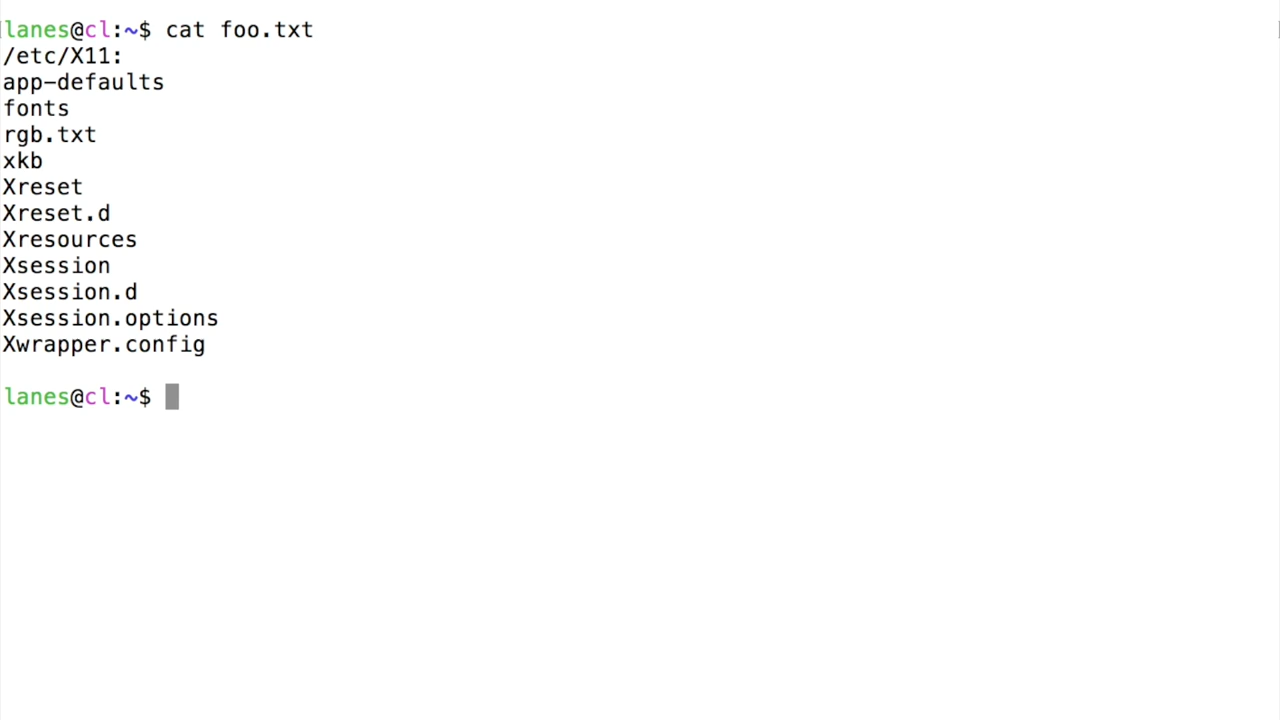 lanes@cl:~$ cat foo.txt
/etc/X11:
app-defaults
fonts
rgb.txt
xkb
Xreset
Xreset.d
Xresources
Xsession
Xsession.d
Xsession.options
Xwrapper.config
lanes@cl:~$